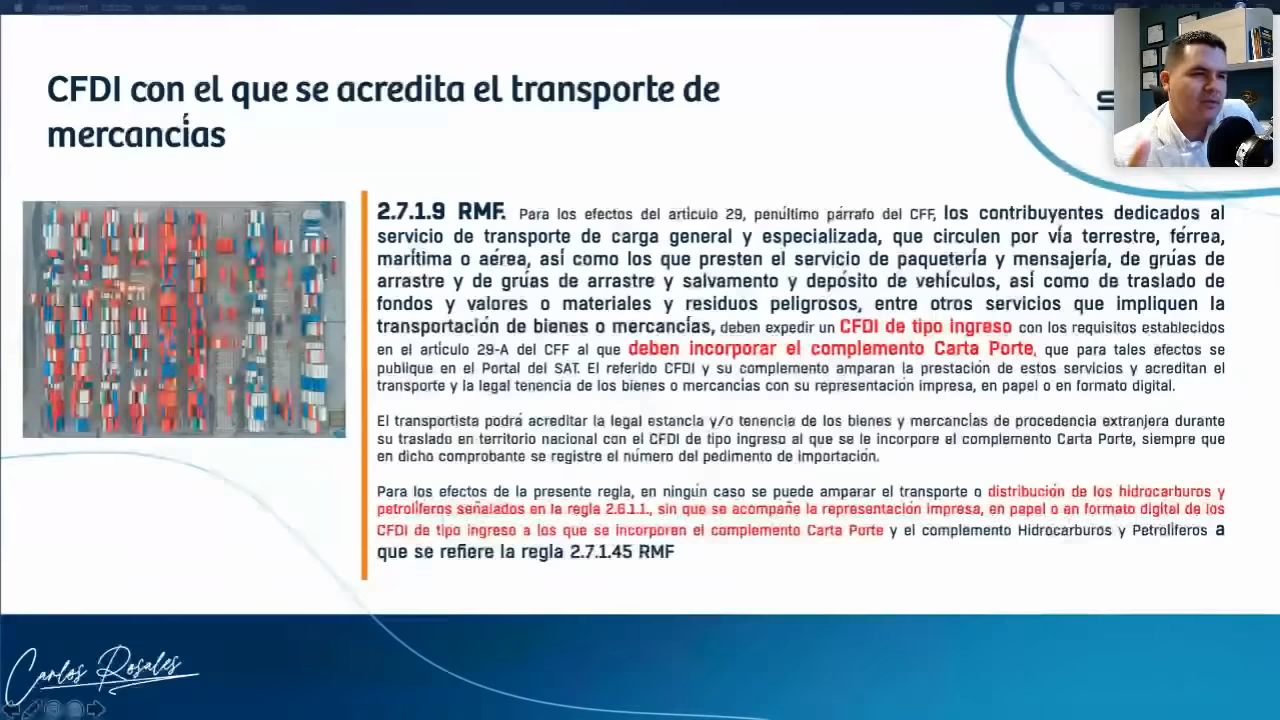 CFDI con el que se acredita el transporte de
mercancías
2.7.1.9 RMF. Para los efectos del artículo 29, penúltimo párrafo del CFF, los contribuyentes dedicados al
servicio de transporte de carga general y especializada, que circulen por vía terrestre, férrea,
marítima o aérea, así como los que presten el servicio de paquetería y mensajería, de grúas de
arrastre y de grúas de arrastre y salvamento y depósito de vehículos, así como de traslado de
fondos y valores o materiales y residuos peligrosos, entre otros servicios que impliquen la
transportación de bienes o mercancías, deben expedir un CFDI de tipo ingreso con los requisitos establecidos
en el artículo 29-A del CFF al que deben incorporar el complemento Carta Porte, que para tales efectos se
publique en el Portal del SAT. El referido CFDI y su complemento amparan la prestación de estos servicios y acreditan el
transporte y la legal tenencia de los bienes o mercancías con su representación impresa, en papel o en formato digital.
El transportista podrá acreditar la legal estancia y/o tenencia de los bienes y mercancías de procedencia extranjera durante
su traslado en territorio nacional con el CFDI de tipo ingreso al que se le incorpore el complemento Carta Porte, siempre que
en dicho comprobante se registre el número del pedimento de importación.
Para los efectos de la presente regla, en ningún caso se puede amparar el transporte o distribución de los hidrocarburos y
petrolíferos señalados en la regla 2.6.1.1., sin que se acompañe la representación impresa, en papel o en formato digital de los
CFDI de tipo ingreso a los que se incorporen el complemento Carta Porte y el complemento Hidrocarburos y Petrolíferos a
que se refiere la regla 2.7.1.45 RMF
Carlos Rosales